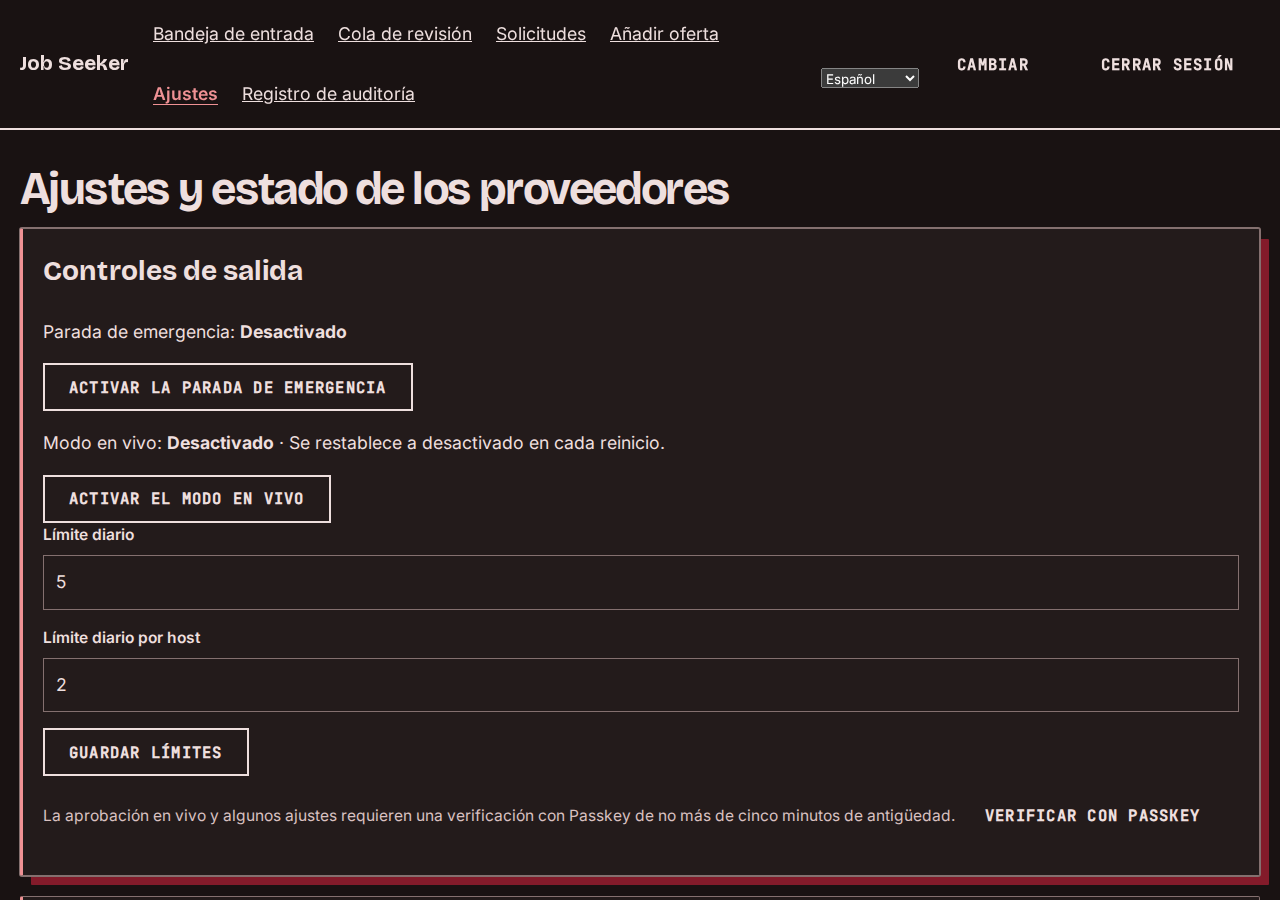 Job Seeker
Bandeja de entrada Cola de revisión Solicitudes Añadir oferta
Ajustes Registro de auditoría
Español
CAMBIAR
CERRAR SESIÓN
Ajustes y estado de los proveedores
Controles de salida
Parada de emergencia: Desactivado
ACTIVAR LA PARADA DE EMERGENCIA
Modo en vivo: Desactivado · Se restablece a desactivado en cada reinicio.
ACTIVAR EL MODO EN VIVO
Límite diario
5
Límite diario por host
2
GUARDAR LÍMITES
La aprobación en vivo y algunos ajustes requieren una verificación con Passkey de no más de cinco minutos de antigüedad. VERIFICAR CON PASSKEY